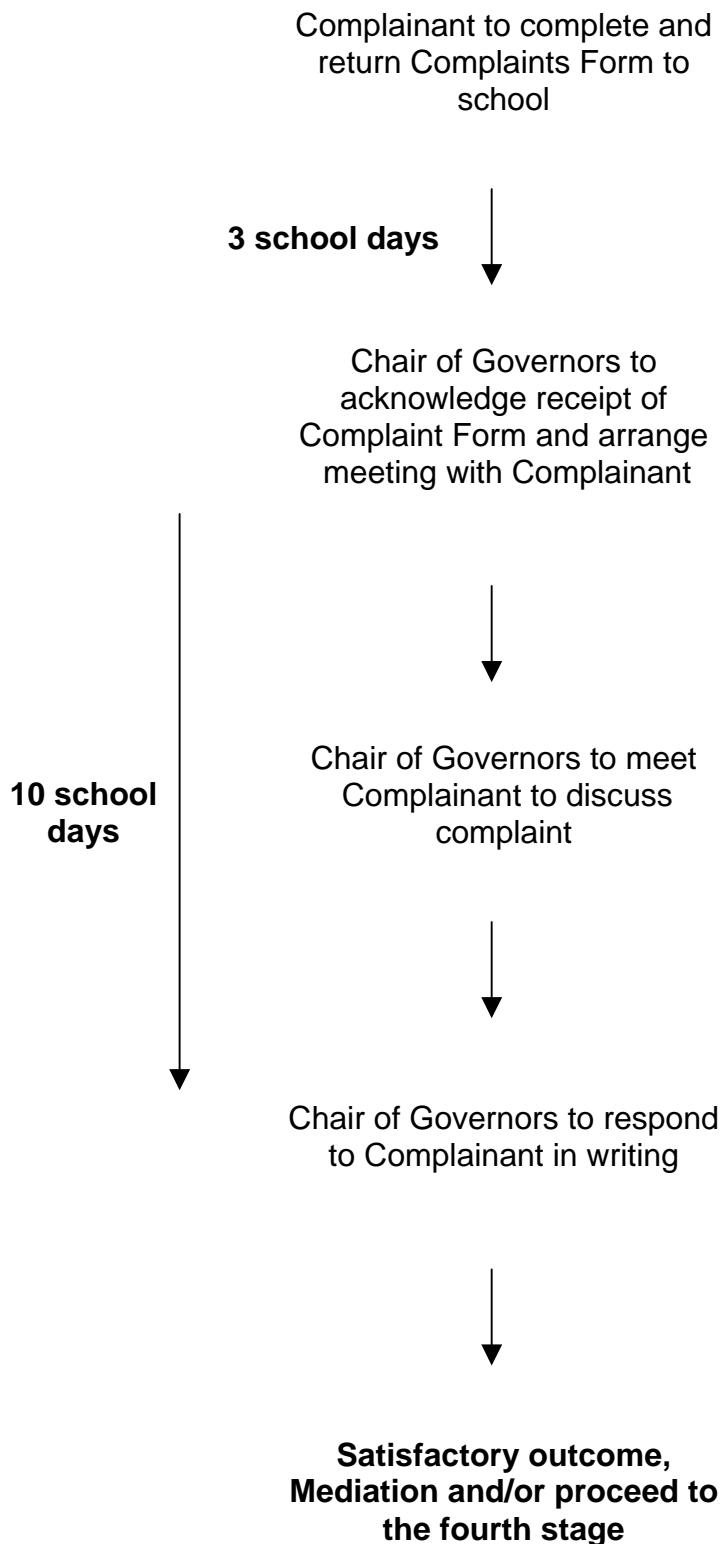 Complainant to complete and
return Complaints Form to
school
3 school days
Chair of Governors to
acknowledge receipt of
Complaint Form and arrange
meeting with Complainant
Chair of Governors to meet
Complainant to discuss
complaint
10 school
days
Chair of Governors to respond
to Complainant in writing
Satisfactory outcome,
Mediation and/or proceed to
the fourth stage